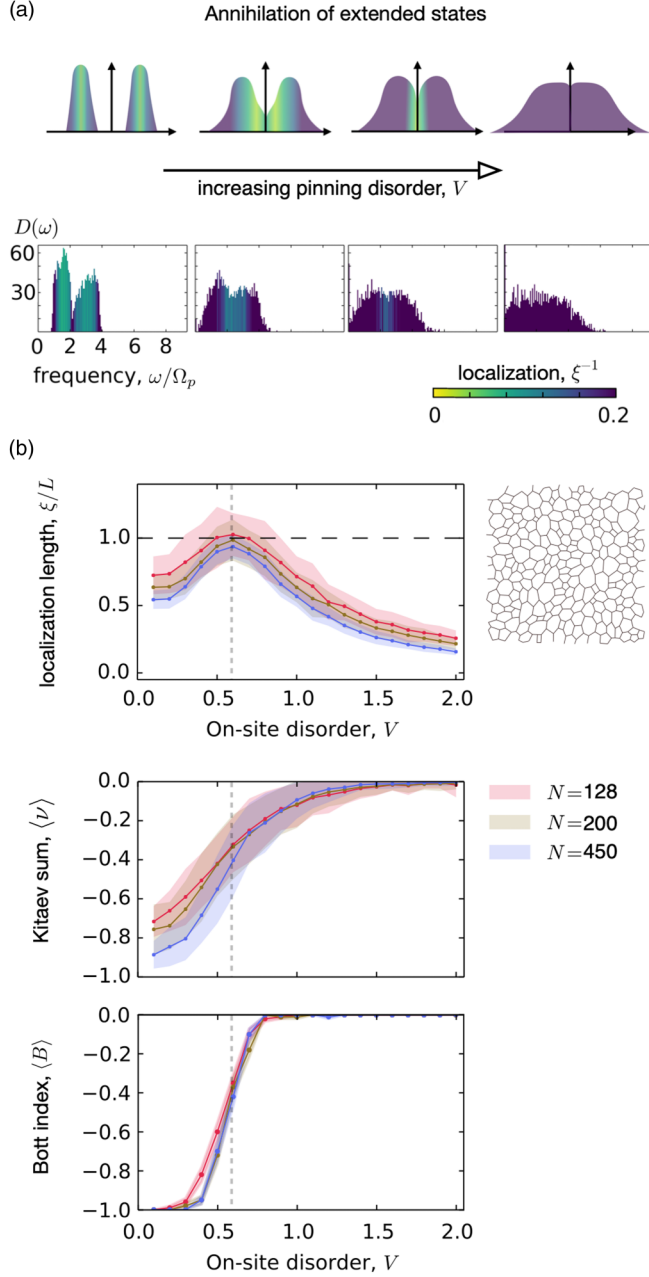 (a)
Annihilation of extended states
increasing pinning disorder, V
D(ω)
60
30
0 2 4 6 8
frequency, ω/Ωₚ
localization, ξ⁻¹
0 0.2
(b)
localization length, ξ/L
1.0
0.5
0.0
0.0 0.5 1.0 1.5 2.0
On-site disorder, V
Kitaev sum, ⟨ν⟩
0.0
−0.2
−0.4
−0.6
−0.8
−1.0
N=128
N=200
N=450
Bott index, ⟨B⟩
0.0
−0.2
−0.4
−0.6
−0.8
−1.0
0.0 0.5 1.0 1.5 2.0
On-site disorder, V